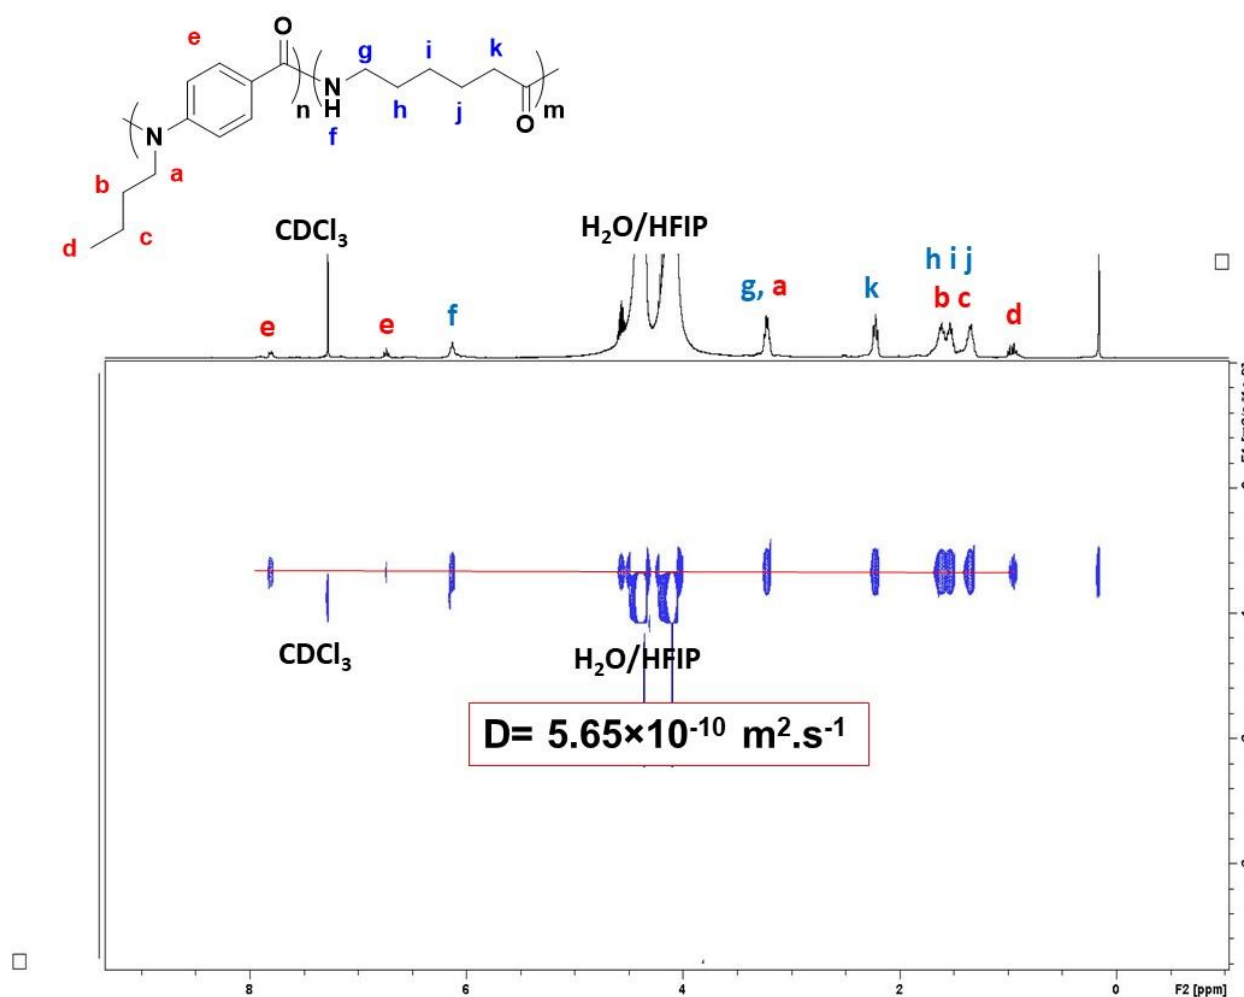 O
e
g
i
k
N
H
n
h
j
m
O
f
N
a
b
c
d
CDCl3
H2O/HFIP
h i j
g, a
k
b c
e
e
f
d
CDCl3
H2O/HFIP
D= 5.65×10-10 m2.s-1
8
6
4
2
0
F2 [ppm]